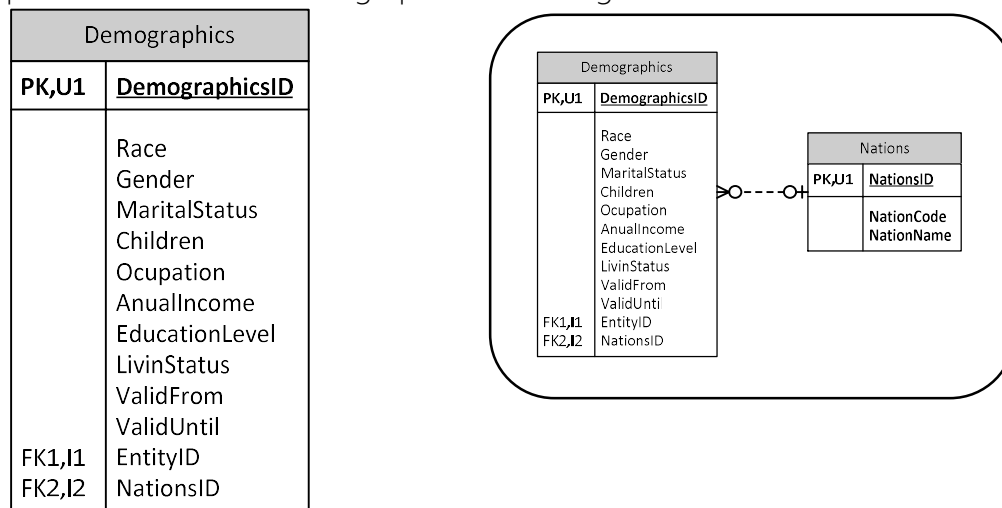 Demographics
PK,U1 DemographicsID
Race
Gender
MaritalStatus
Children
Ocupation
AnualIncome
EducationLevel
LivinStatus
ValidFrom
ValidUntil
FK1,I1 EntityID
FK2,I2 NationsID
Demographics
PK,U1 DemographicsID
Race
Gender
MaritalStatus
Children
Ocupation
AnualIncome
EducationLevel
LivinStatus
ValidFrom
ValidUntil
FK1,I1 EntityID
FK2,I2 NationsID
Nations
PK,U1 NationsID
NationCode
NationName